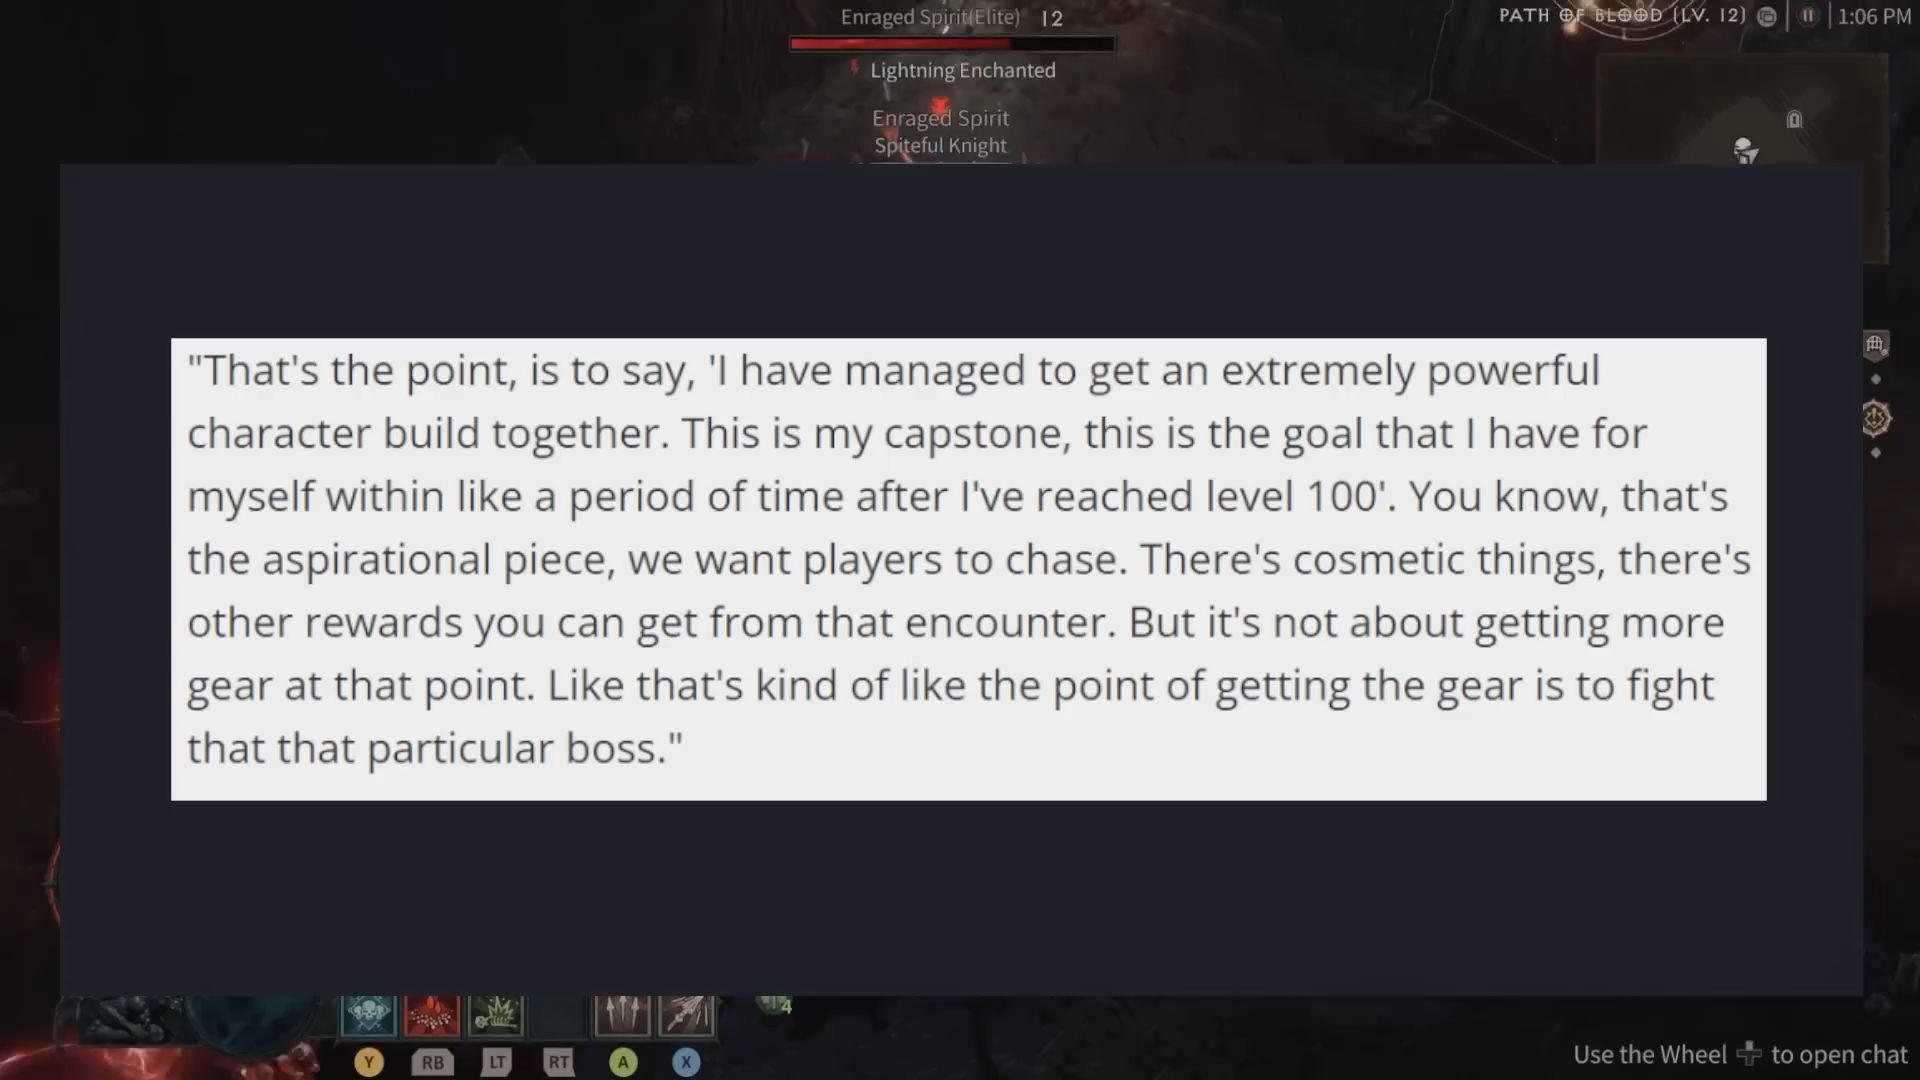 Enraged Spirit(Elite) 12
PATH OF BLOOD (LV. 12)
1:06 PM
Lightning Enchanted
Enraged Spirit
Spiteful Knight
"That's the point, is to say, 'I have managed to get an extremely powerful
character build together. This is my capstone, this is the goal that I have for
myself within like a period of time after I've reached level 100'. You know, that's
the aspirational piece, we want players to chase. There's cosmetic things, there's
other rewards you can get from that encounter. But it's not about getting more
gear at that point. Like that's kind of like the point of getting the gear is to fight
that that particular boss."
4
Y RB LT RT A X
Use the Wheel to open chat